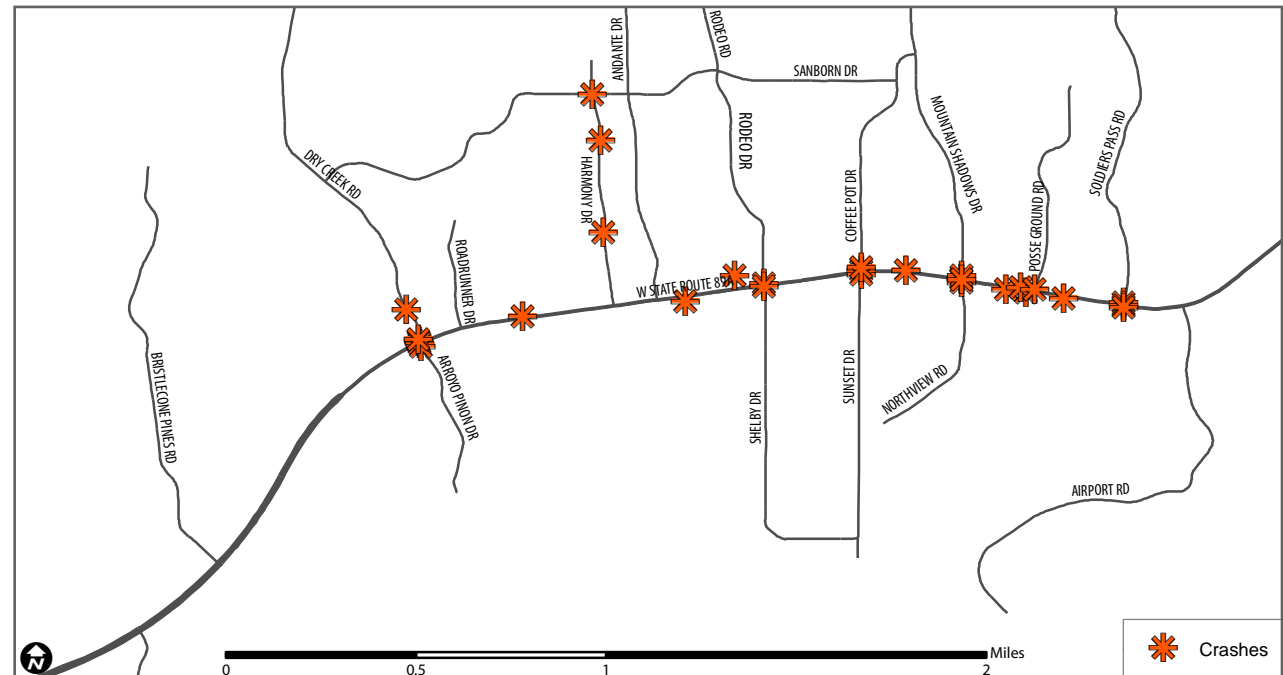 ANDANTE DR
RODEO RD
SANBORN DR
MOUNTAIN SHADOWS DR
SOLDIERS PASS RD
RODEO DR
DRY CREEK RD
HARMONY DR
COFFEE POT DR
POSSE GROUND RD
ROADRUNNER DR
W STATE ROUTE 89A
BRISTLECONE PINES RD
ARROYO PINON DR
SHELBY DR
SUNSET DR
NORTHVIEW RD
AIRPORT RD
N
Miles
0
0.5
1
2
Crashes